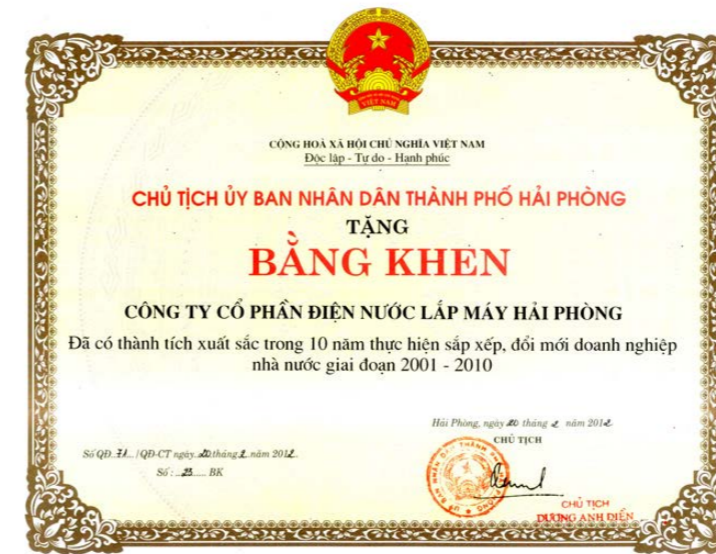 VIỆT NAM
CỘNG HOÀ XÃ HỘI CHỦ NGHĨA VIỆT NAM
Độc lập - Tự do - Hạnh phúc
CHỦ TỊCH ỦY BAN NHÂN DÂN THÀNH PHỐ HẢI PHÒNG
TẶNG
BẰNG KHEN
CÔNG TY CỔ PHẦN ĐIỆN NƯỚC LẮP MÁY HẢI PHÒNG
Đã có thành tích xuất sắc trong 10 năm thực hiện sắp xếp, đổi mới doanh nghiệp
nhà nước giai đoạn 2001 - 2010
Hải Phòng, ngày 20 tháng 2 năm 2012
CHỦ TỊCH
Số QĐ 71 /QĐ-CT ngày 20 tháng 2 năm 2012
Số: 23 BK
CHỦ TỊCH
DƯƠNG ANH ĐIỀN